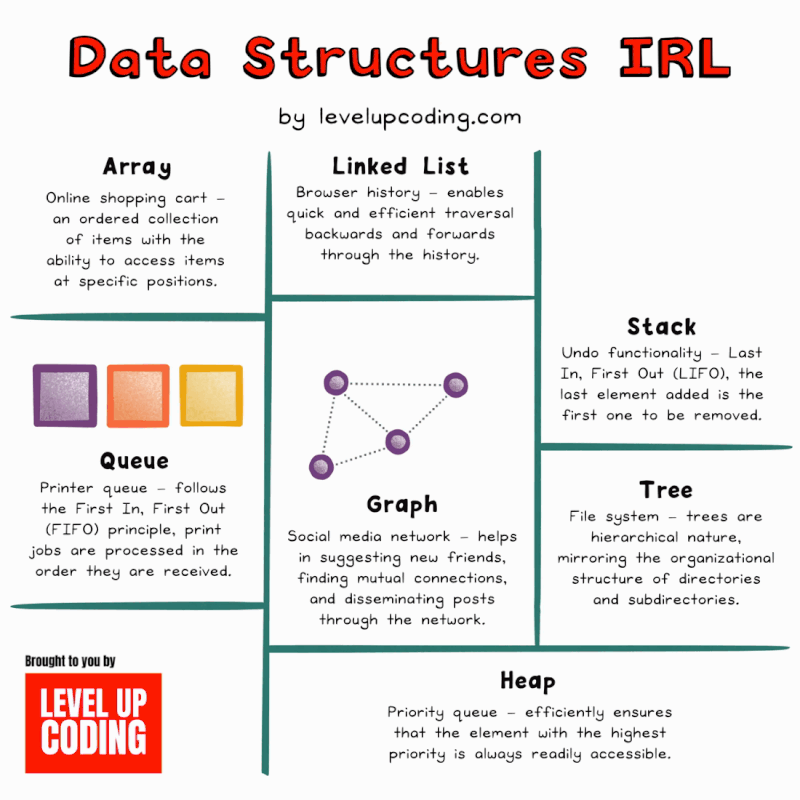 Data Structures IRL
by levelupcoding.com
Array
Online shopping cart –
an ordered collection
of items with the
ability to access items
at specific positions.
Linked List
Browser history – enables
quick and efficient traversal
backwards and forwards
through the history.
Stack
Undo functionality – Last
In, First Out (LIFO), the
last element added is the
first one to be removed.
Queue
Printer queue – follows
the First In, First Out
(FIFO) principle, print
jobs are processed in the
order they are received.
Graph
Social media network – helps
in suggesting new friends,
finding mutual connections,
and disseminating posts
through the network.
Tree
File system – trees are
hierarchical nature,
mirroring the organizational
structure of directories
and subdirectories.
Heap
Priority queue – efficiently ensures
that the element with the highest
priority is always readily accessible.
Brought to you by
LEVEL UP
CODING